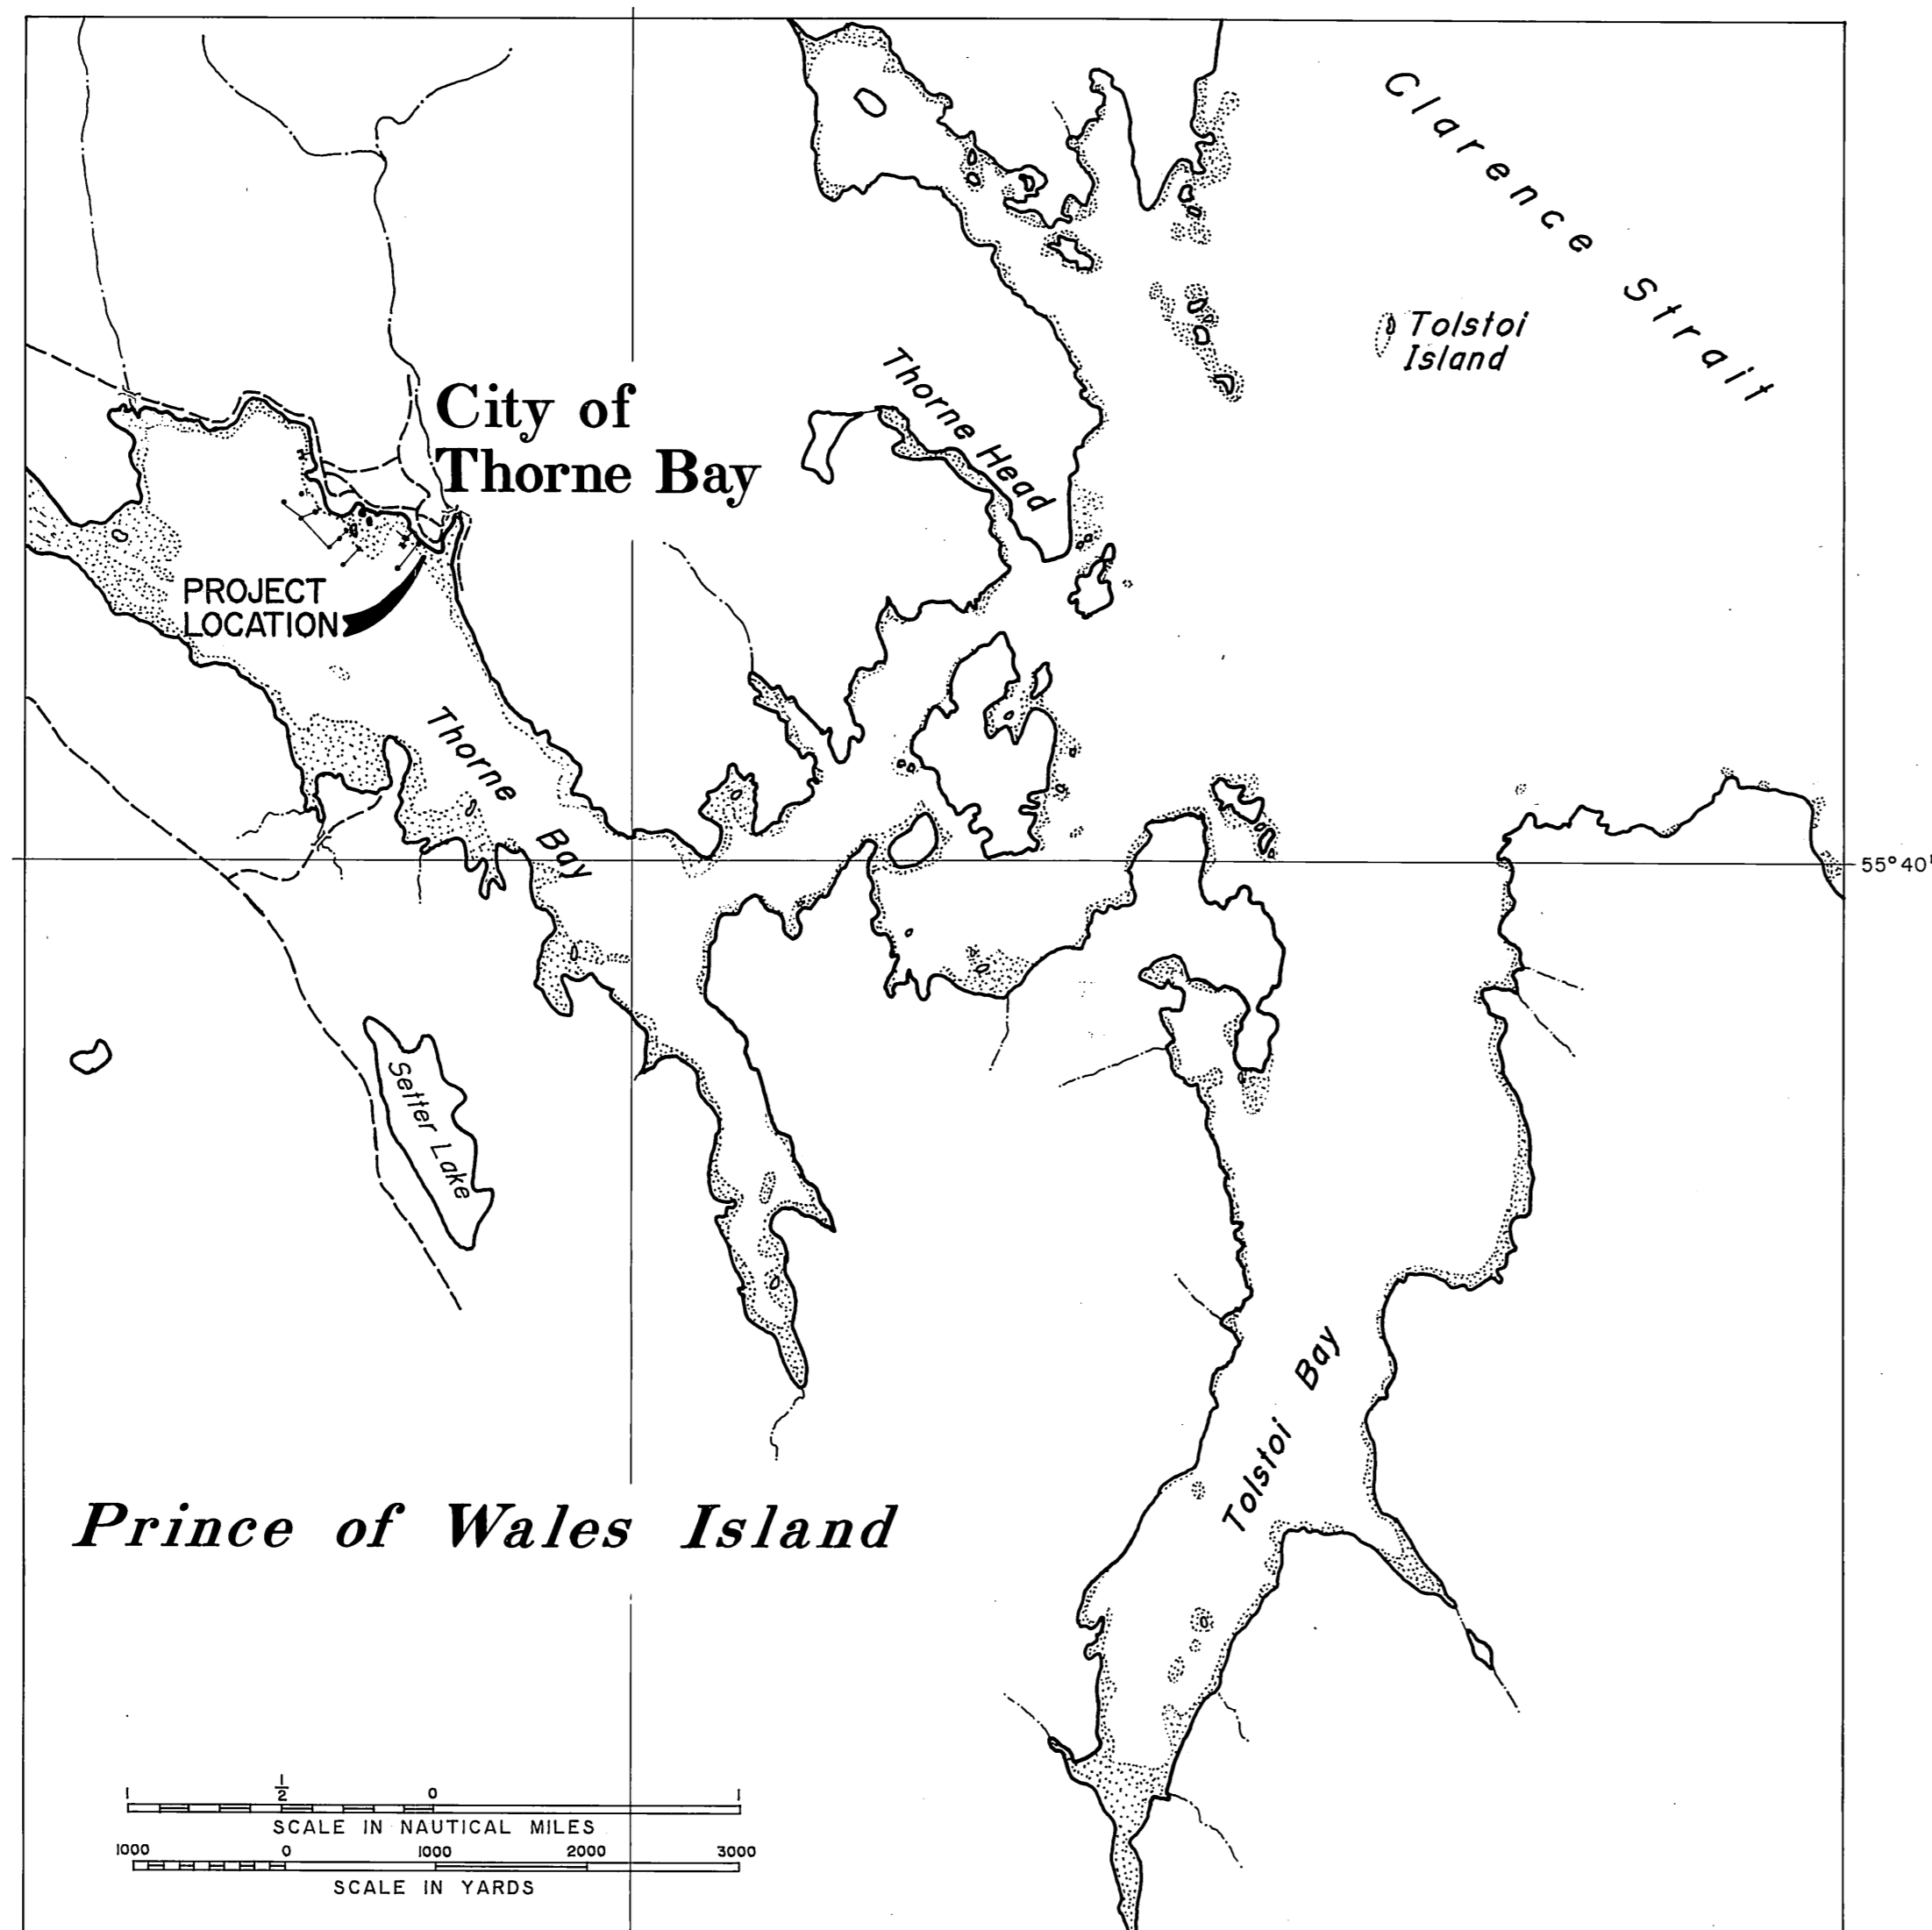 Clarence Strait
Tolstoi
Island
Thorne Head
City of
Thorne Bay
PROJECT
LOCATION
Thorne Bay
55°40'
Setter Lake
Tolstoi Bay
Prince of Wales Island
1 ½ 0 1
SCALE IN NAUTICAL MILES
1000 0 1000 2000 3000
SCALE IN YARDS